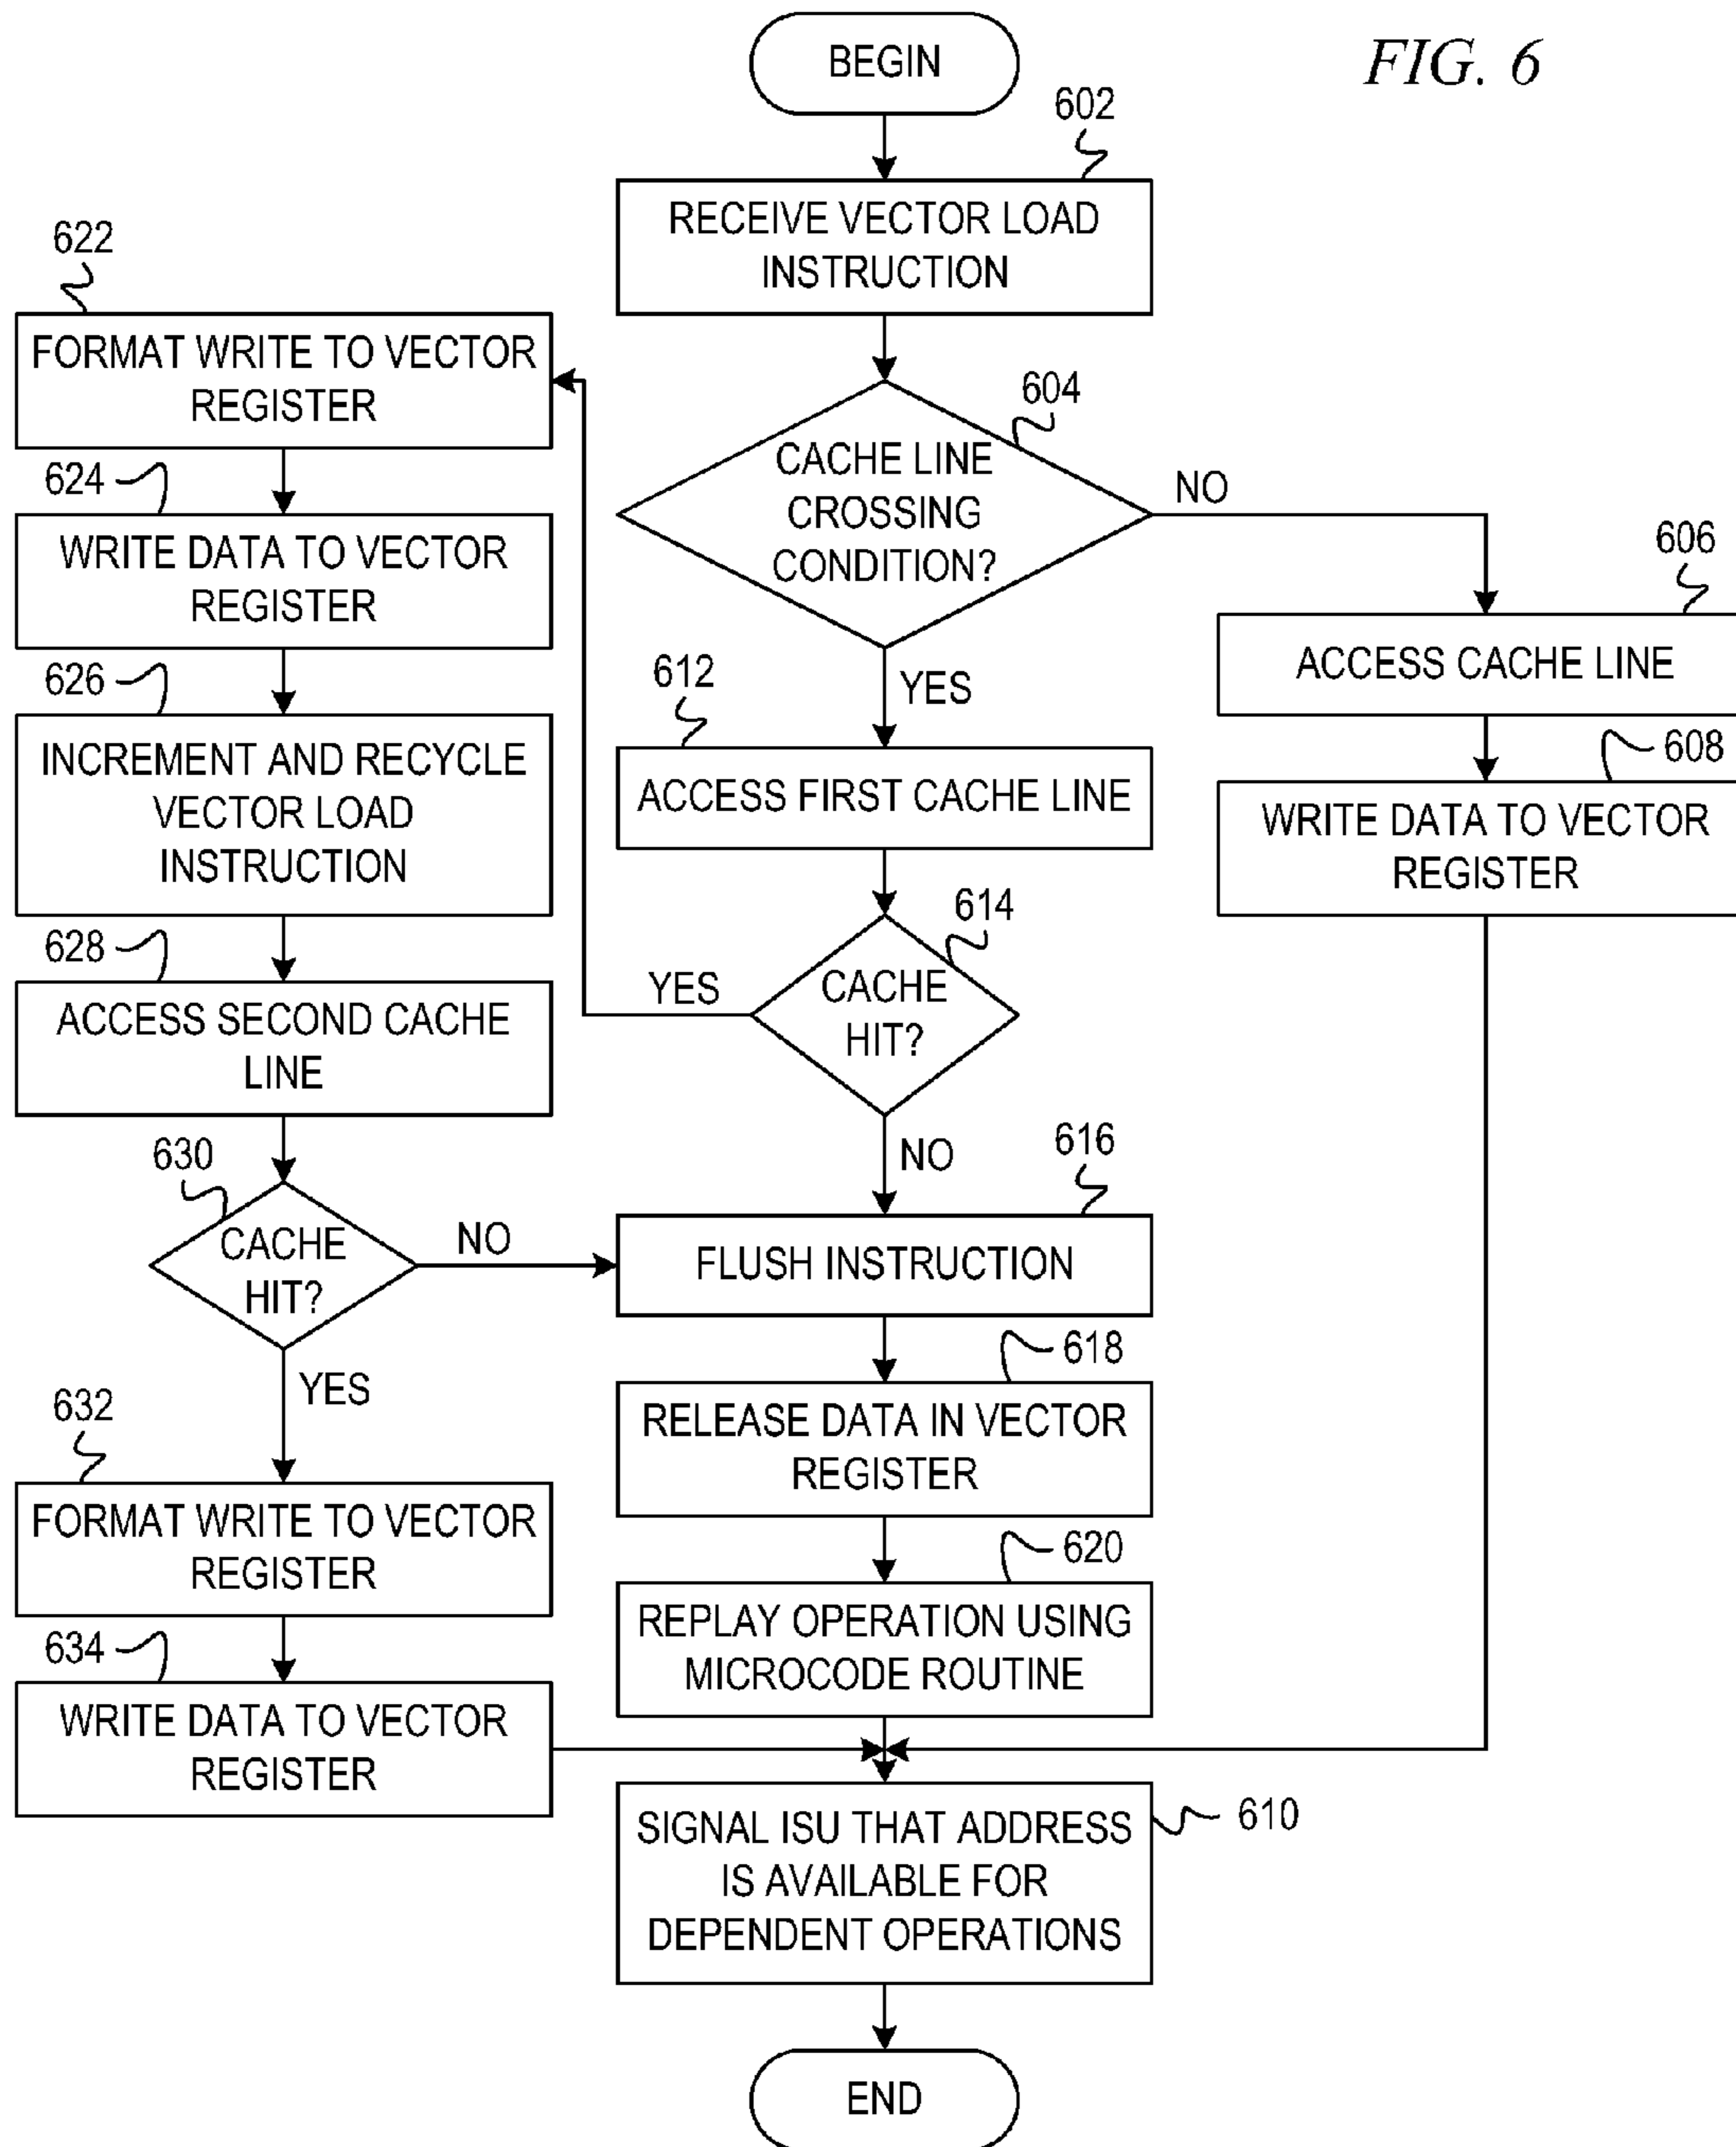 BEGIN
FIG. 6
602
RECEIVE VECTOR LOAD
INSTRUCTION
604
CACHE LINE
CROSSING
CONDITION?
NO
YES
606
ACCESS CACHE LINE
608
WRITE DATA TO VECTOR
REGISTER
612
ACCESS FIRST CACHE LINE
614
CACHE
HIT?
YES
NO
622
FORMAT WRITE TO VECTOR
REGISTER
624
WRITE DATA TO VECTOR
REGISTER
626
INCREMENT AND RECYCLE
VECTOR LOAD
INSTRUCTION
628
ACCESS SECOND CACHE
LINE
630
CACHE
HIT?
NO
YES
632
FORMAT WRITE TO VECTOR
REGISTER
634
WRITE DATA TO VECTOR
REGISTER
616
FLUSH INSTRUCTION
618
RELEASE DATA IN VECTOR
REGISTER
620
REPLAY OPERATION USING
MICROCODE ROUTINE
610
SIGNAL ISU THAT ADDRESS
IS AVAILABLE FOR
DEPENDENT OPERATIONS
END